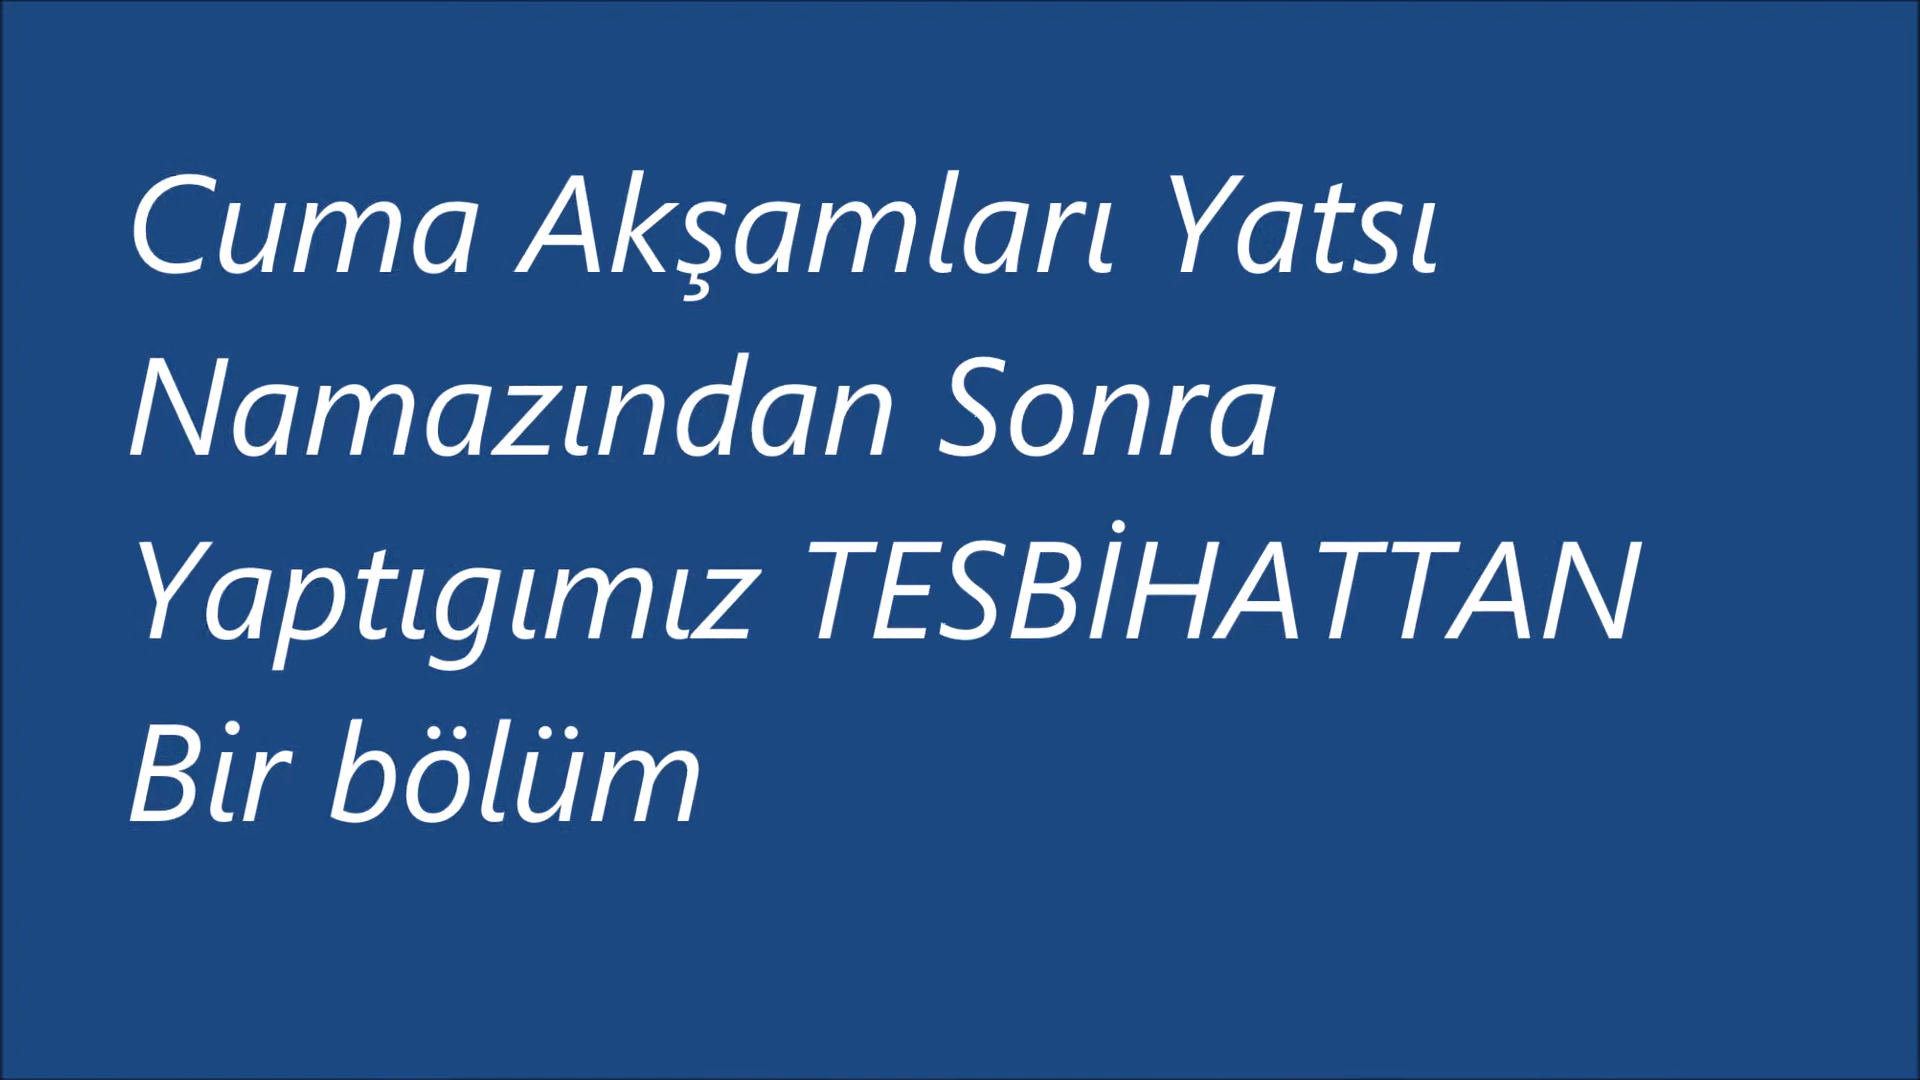 Cuma Akşamları Yatsı
Namazından Sonra
Yaptıgımız TESBİHATTAN
Bir bölüm